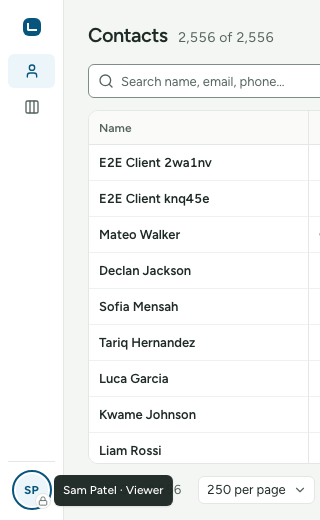 Contacts 2,556 of 2,556
Search name, email, phone...
Name
E2E Client 2wa1nv
E2E Client knq45e
Mateo Walker
Declan Jackson
Sofia Mensah
Tariq Hernandez
Luca Garcia
Kwame Johnson
Liam Rossi
SP Sam Patel · Viewer 6 250 per page